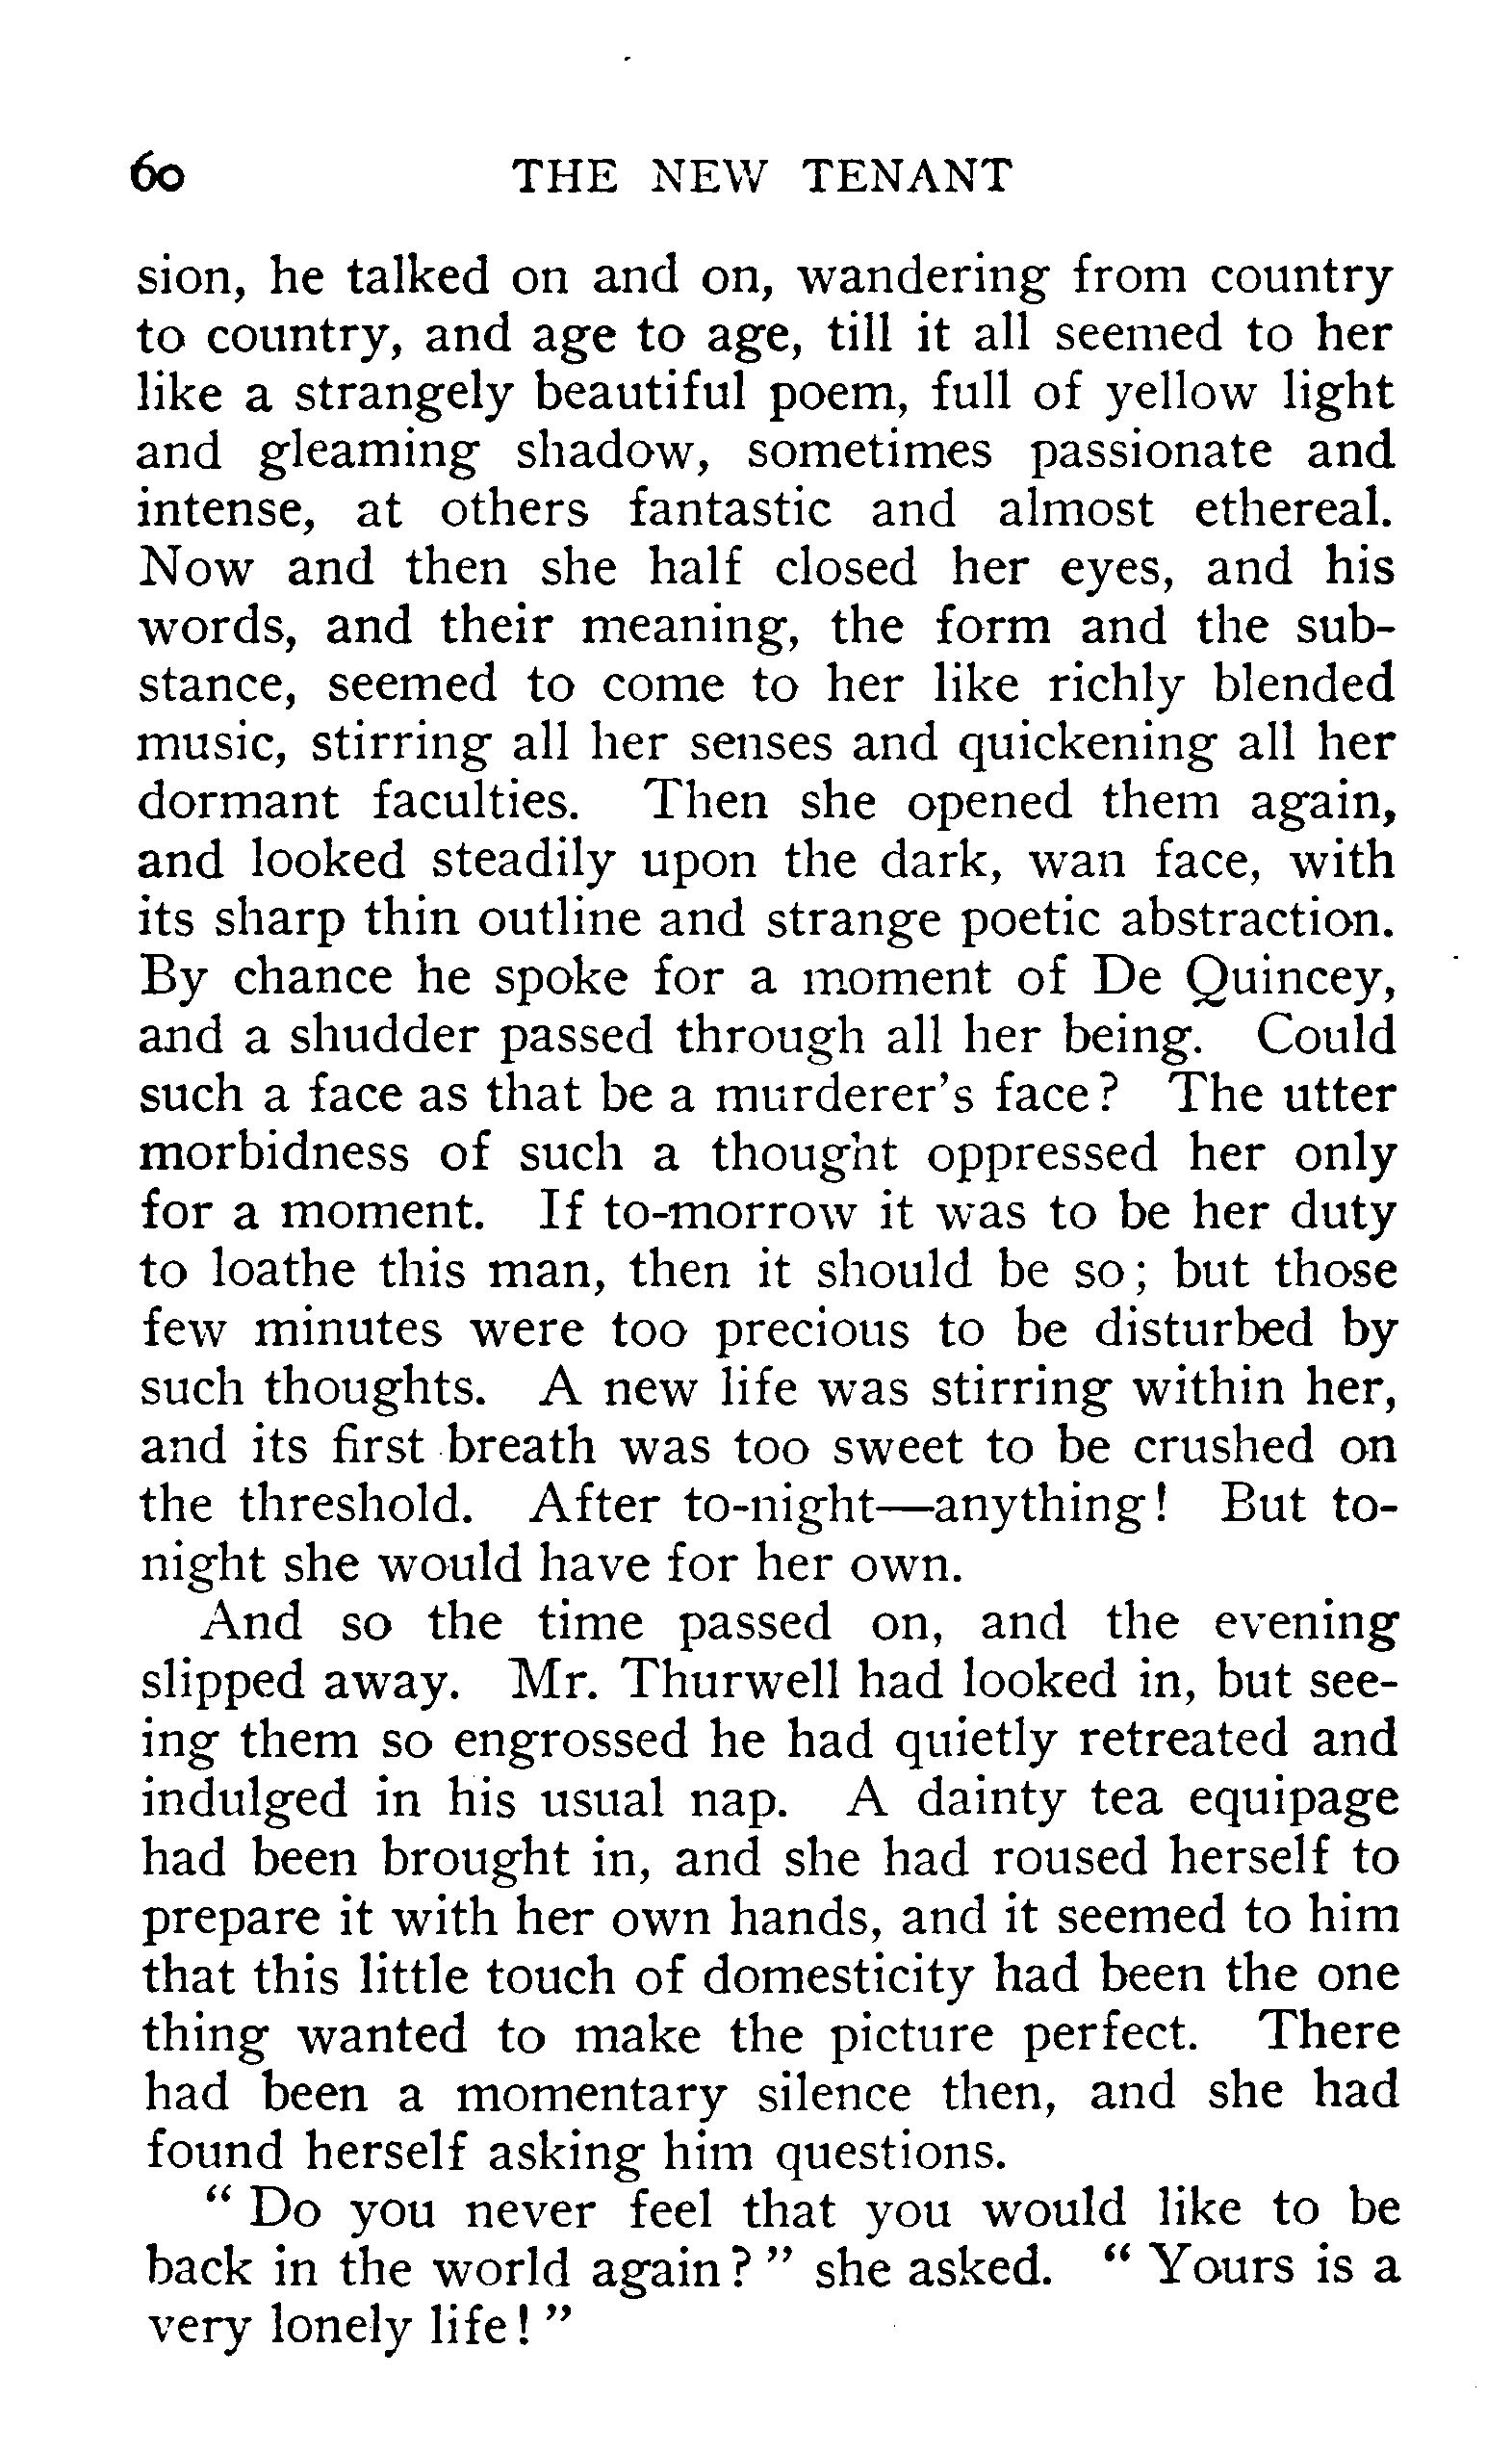 60 THE NEW TENANT
sion, he talked on and on, wandering from country
to country, and age to age, till it all seemed to her
like a strangely beautiful poem, full of yellow light
and gleaming shadow, sometimes passionate and
intense, at others fantastic and almost ethereal.
Now and then she half closed her eyes, and his
words, and their meaning, the form and the sub-
stance, seemed to come to her like richly blended
music, stirring all her senses and quickening all her
dormant faculties. Then she opened them again,
and looked steadily upon the dark, wan face, with
its sharp thin outline and strange poetic abstraction.
By chance he spoke for a moment of De Quincey,
and a shudder passed through all her being. Could
such a face as that be a murderer's face? The utter
morbidness of such a thought oppressed her only
for a moment. If to-morrow it was to be her duty
to loathe this man, then it should be so; but those
few minutes were too precious to be disturbed by
such thoughts. A new life was stirring within her,
and its first breath was too sweet to be crushed on
the threshold. After to-night—anything! But to-
night she would have for her own.
And so the time passed on, and the evening
slipped away. Mr. Thurwell had looked in, but see-
ing them so engrossed he had quietly retreated and
indulged in his usual nap. A dainty tea equipage
had been brought in, and she had roused herself to
prepare it with her own hands, and it seemed to him
that this little touch of domesticity had been the one
thing wanted to make the picture perfect. There
had been a momentary silence then, and she had
found herself asking him questions.
" Do you never feel that you would like to be
back in the world again? " she asked. " Yours is a
very lonely life! "